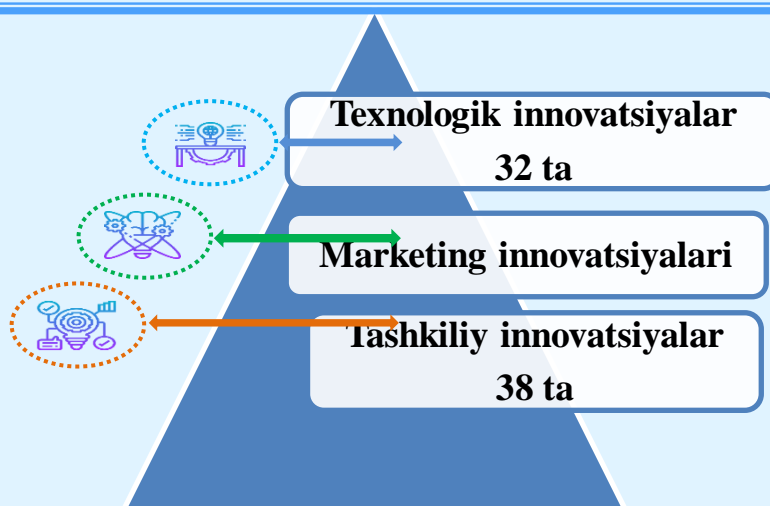 Texnologik innovatsiyalar
32 ta
Marketing innovatsiyalari
Tashkiliy innovatsiyalar
38 ta